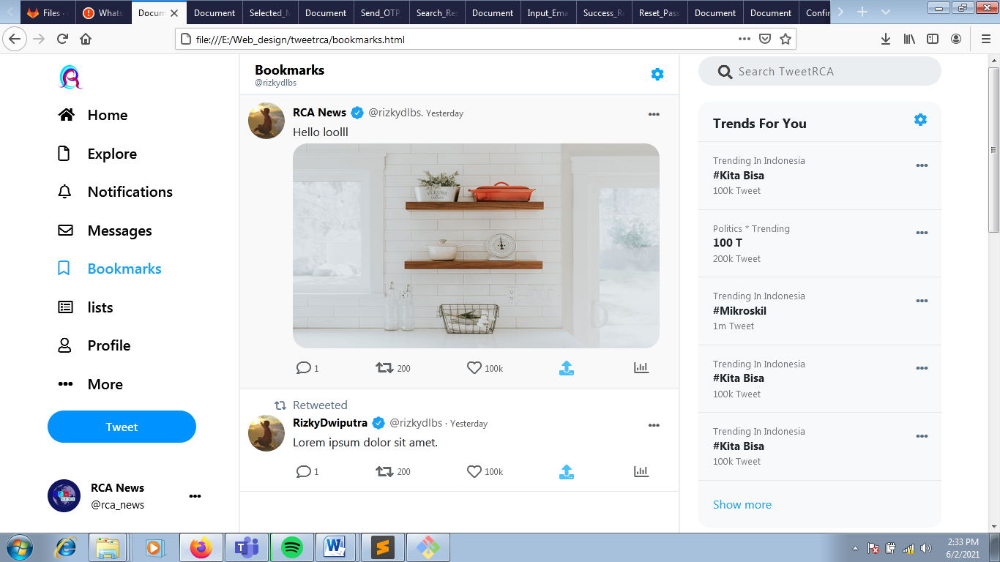 Files -
Whats
Docum
Document
Selected_M
Document
Send_OTP_
Search_Res
Document
Input_Ema
Success_Re
Reset_Pass
Document
Document
Confir
file:///E:/Web_design/tweetrca/bookmarks.html
Home
Explore
Notifications
Messages
Bookmarks
lists
Profile
More
Tweet
RCA News
@rca_news
Bookmarks
@rizkydlbs
RCA News @rizkydlbs. Yesterday
Hello loolll
FLEURS
JARDIN
1 200 100k
Retweeted
RizkyDwiputra @rizkydlbs · Yesterday
Lorem ipsum dolor sit amet.
1 200 100k
Search TweetRCA
Trends For You
Trending In Indonesia
#Kita Bisa
100k Tweet
Politics * Trending
100 T
200k Tweet
Trending In Indonesia
#Mikroskil
1m Tweet
Trending In Indonesia
#Kita Bisa
100k Tweet
Trending In Indonesia
#Kita Bisa
100k Tweet
Show more
2:33 PM
6/2/2021